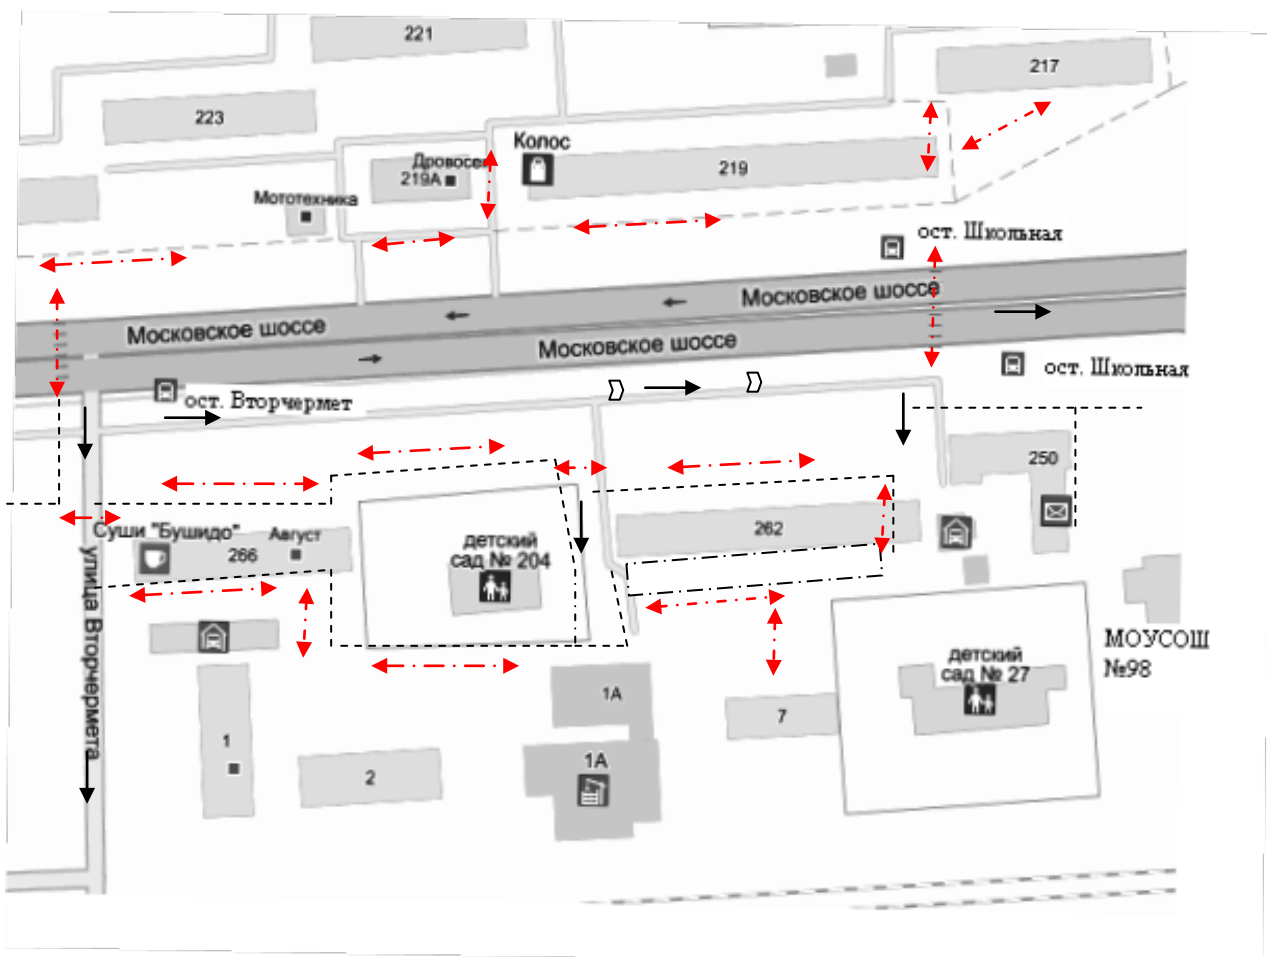 221
217
223
Колос
Дровосек
219А
219
Мототехника
ост. Школьная
Московское шоссе
Московское шоссе
Московское шоссе
ост. Школьная
ост. Вторчермет
250
Суши "Бушидо"
Август
266
детский
сад № 204
262
улица Вторчермета
МОУСОШ
№98
детский
сад № 27
1А
7
1
2
1А